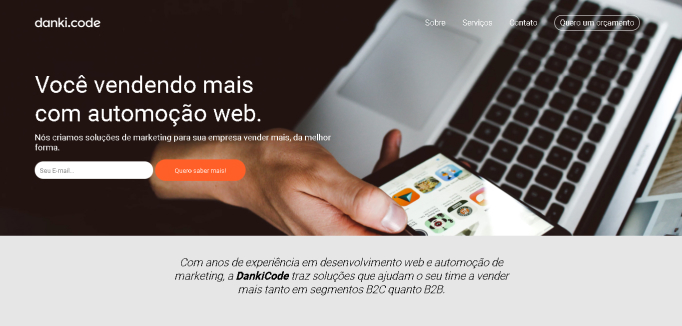 danki.code
Sobre Serviços Contato Quero um orçamento
Você vendendo mais
com automoção web.
Nós criamos soluções de marketing para sua empresa vender mais, da melhor
forma.
Seu E-mail... Quero saber mais!
Com anos de experiência em desenvolvimento web e automoção de
marketing, a DankiCode traz soluções que ajudam o seu time a vender
mais tanto em segmentos B2C quanto B2B.